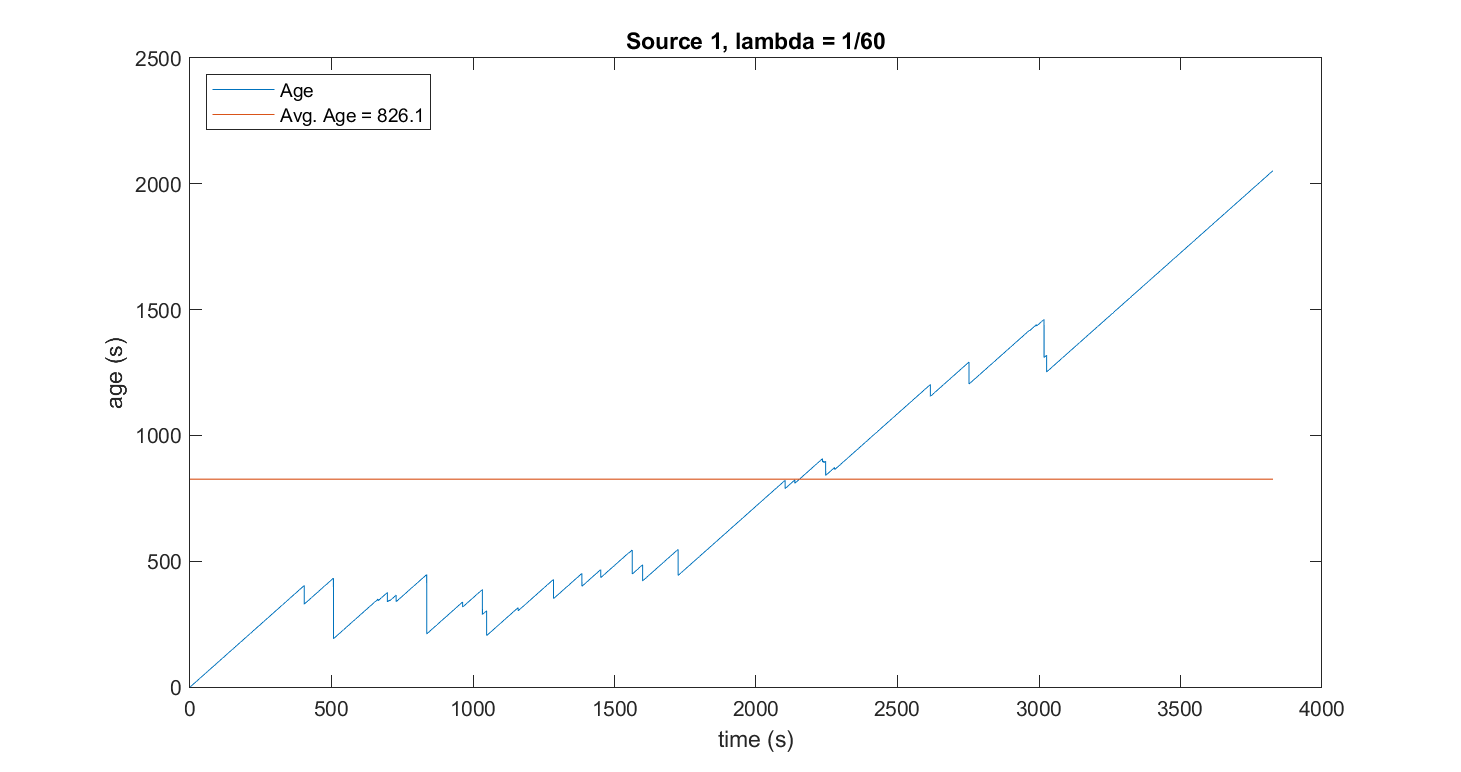 Source 1, lambda = 1/60
2500
2000
1500
1000
500
0
age (s)
Age
Avg. Age = 826.1
0 500 1000 1500 2000 2500 3000 3500 4000
time (s)